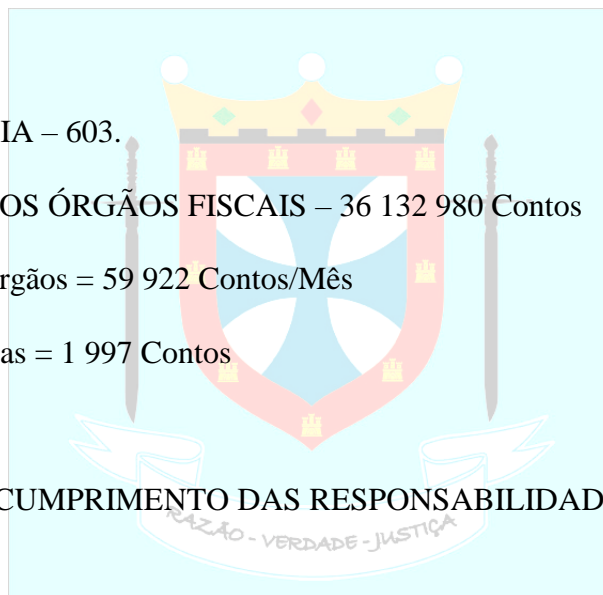 IA – 603.
OS ÓRGÃOS FISCAIS – 36 132 980 Contos
rgãos = 59 922 Contos/Mês
as = 1 997 Contos
CUMPRIMENTO DAS RESPONSABILIDAD
RAZÃO - VERDADE - JUSTIÇA